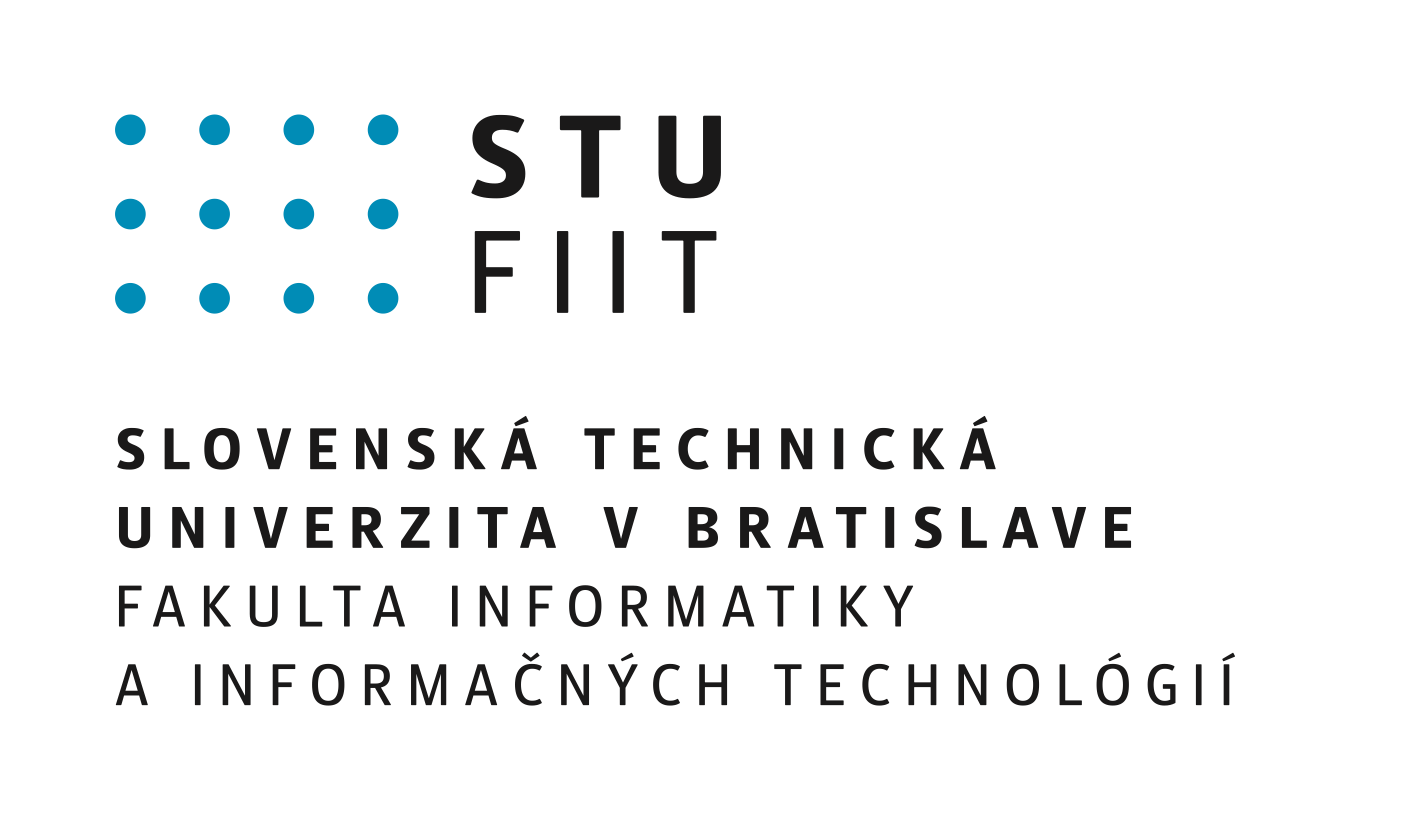 STU
FIIT
SLOVENSKÁ TECHNICKÁ
UNIVERZITA V BRATISLAVE
FAKULTA INFORMATIKY
A INFORMAČNÝCH TECHNOLÓGIÍ